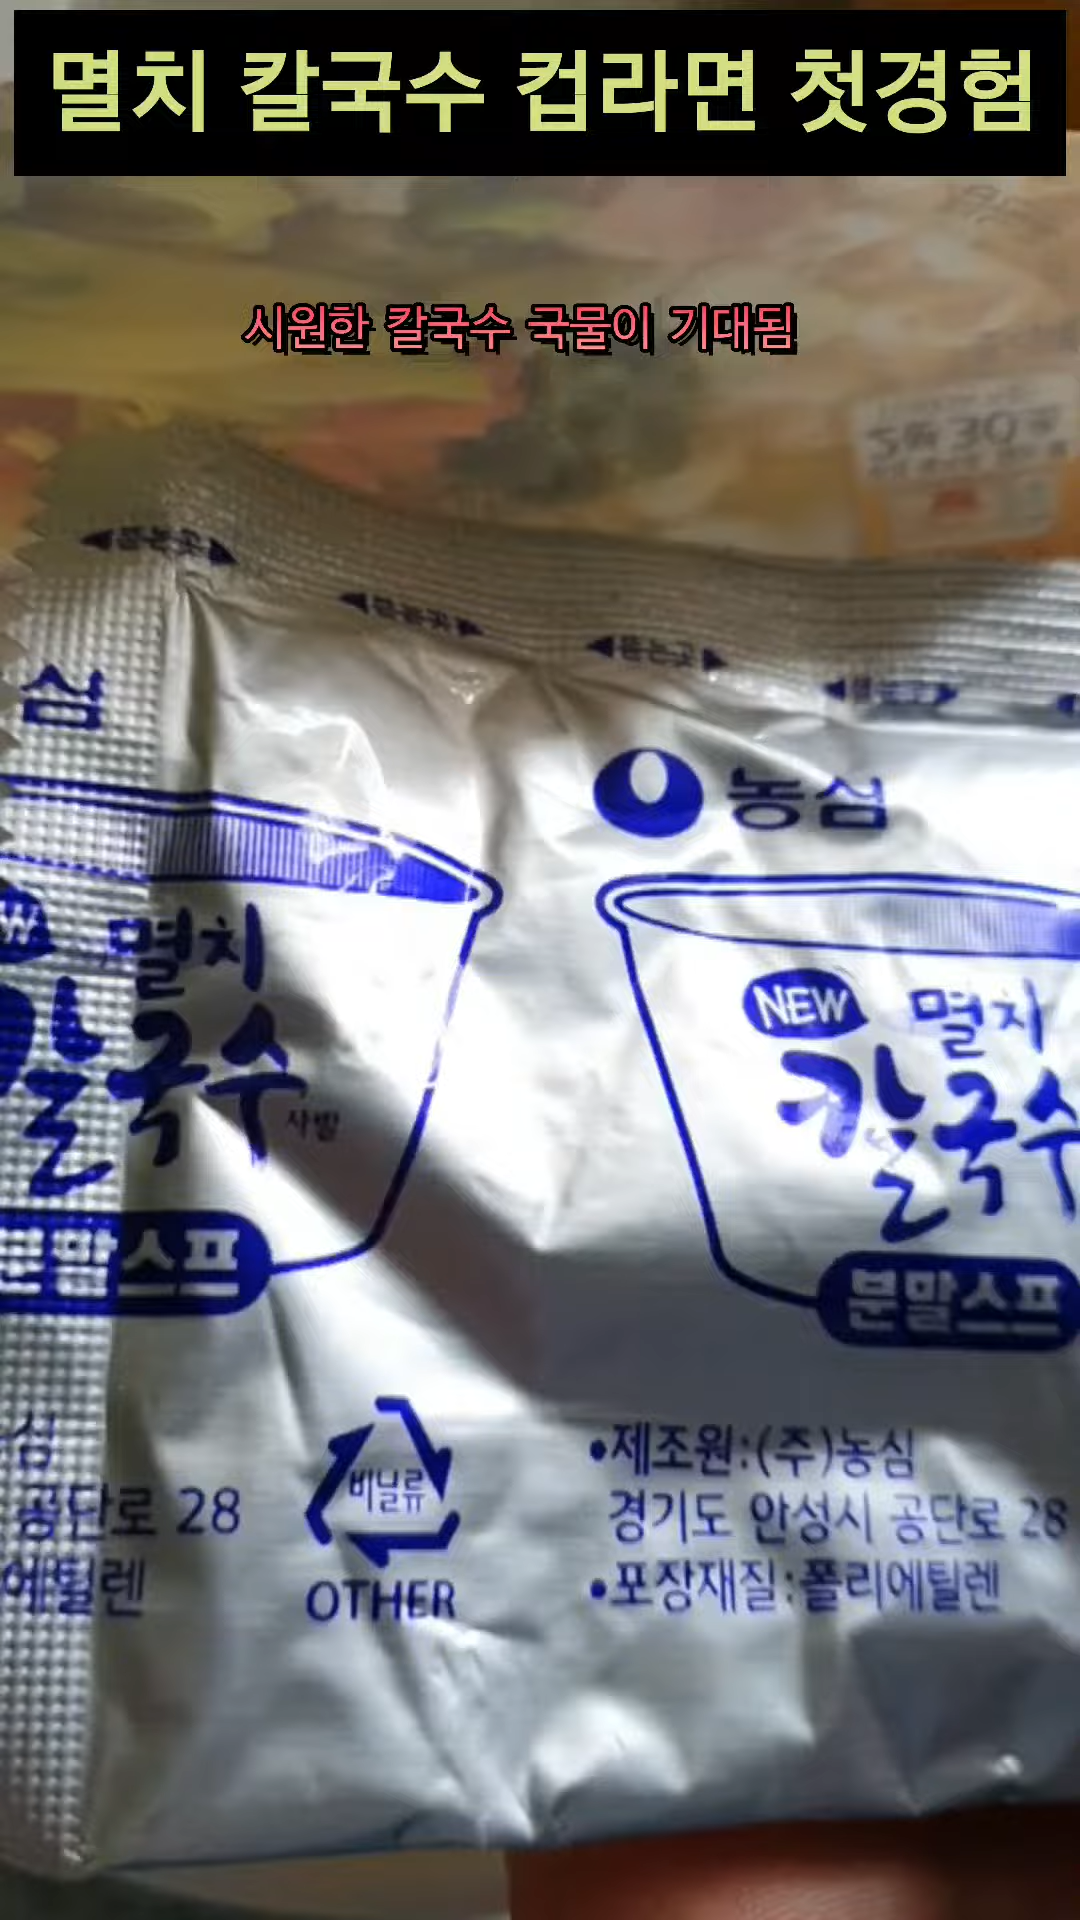 멸치 칼국수 컵라면 첫경험
시원한 칼국수 국물이 기대됨
심
농심
멸치
칼국수
사발
분말스프
NEW
멸치
칼국수
분말스프
비닐류
OTHER
공단로 28
에틸렌
•제조원:(주)농심
경기도 안성시 공단로 28
•포장재질:폴리에틸렌